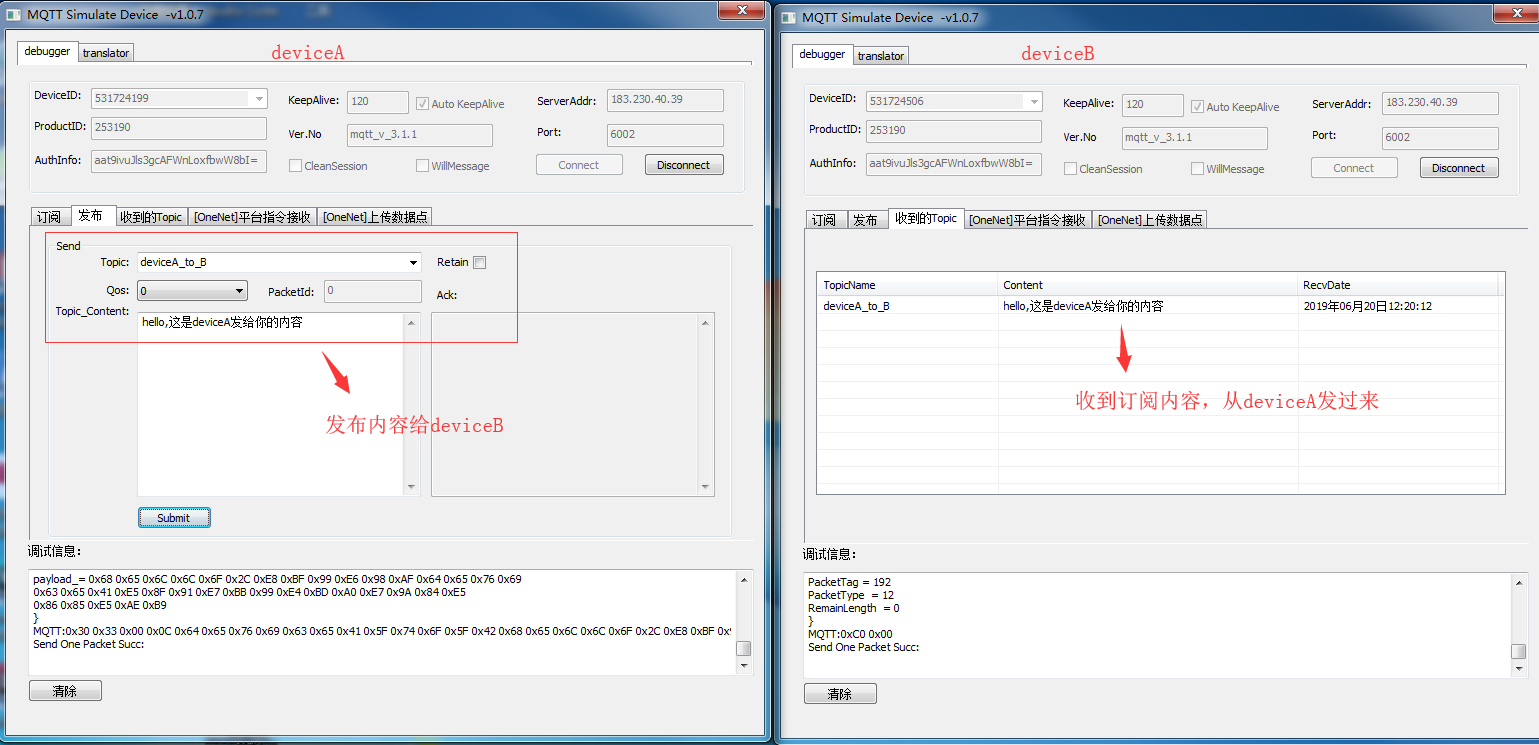 MQTT Simulate Device -v1.0.7
debugger
translator
deviceA
DeviceID:
531724199
KeepAlive:
120
Auto KeepAlive
ServerAddr:
183.230.40.39
ProductID:
253190
Ver.No
mqtt_v_3.1.1
Port:
6002
AuthInfo:
aat9ivuJls3gcAFWnLoxfbwW8bI=
CleanSession
WillMessage
Connect
Disconnect
订阅
发布
收到的Topic
[OneNet]平台指令接收
[OneNet]上传数据点
Send
Topic:
deviceA_to_B
Retain
Qos:
0
PacketId:
0
Ack:
Topic_Content:
hello,这是deviceA发给你的内容
发布内容给deviceB
Submit
调试信息:
payload_= 0x68 0x65 0x6C 0x6C 0x6F 0x2C 0xE8 0xBF 0x99 0xE6 0x98 0xAF 0x64 0x65 0x76 0x69
0x63 0x65 0x41 0xE5 0x8F 0x91 0xE7 0xBB 0x99 0xE4 0xBD 0xA0 0xE7 0x9A 0x84 0xE5
0x86 0x85 0xE5 0xAE 0xB9
}
MQTT:0x30 0x33 0x00 0x0C 0x64 0x65 0x76 0x69 0x63 0x65 0x41 0x5F 0x74 0x6F 0x5F 0x42 0x68 0x65 0x6C 0x6C 0x6F 0x2C 0xE8 0xBF
Send One Packet Succ:
清除
MQTT Simulate Device -v1.0.7
debugger
translator
deviceB
DeviceID:
531724506
KeepAlive:
120
Auto KeepAlive
ServerAddr:
183.230.40.39
ProductID:
253190
Ver.No
mqtt_v_3.1.1
Port:
6002
AuthInfo:
aat9ivuJls3gcAFWnLoxfbwW8bI=
CleanSession
WillMessage
Connect
Disconnect
订阅
发布
收到的Topic
[OneNet]平台指令接收
[OneNet]上传数据点
TopicName
Content
RecvDate
deviceA_to_B
hello,这是deviceA发给你的内容
2019年06月20日12:20:12
收到订阅内容，从deviceA发过来
调试信息:
PacketTag = 192
PacketType = 12
RemainLength = 0
}
MQTT:0xC0 0x00
Send One Packet Succ:
清除